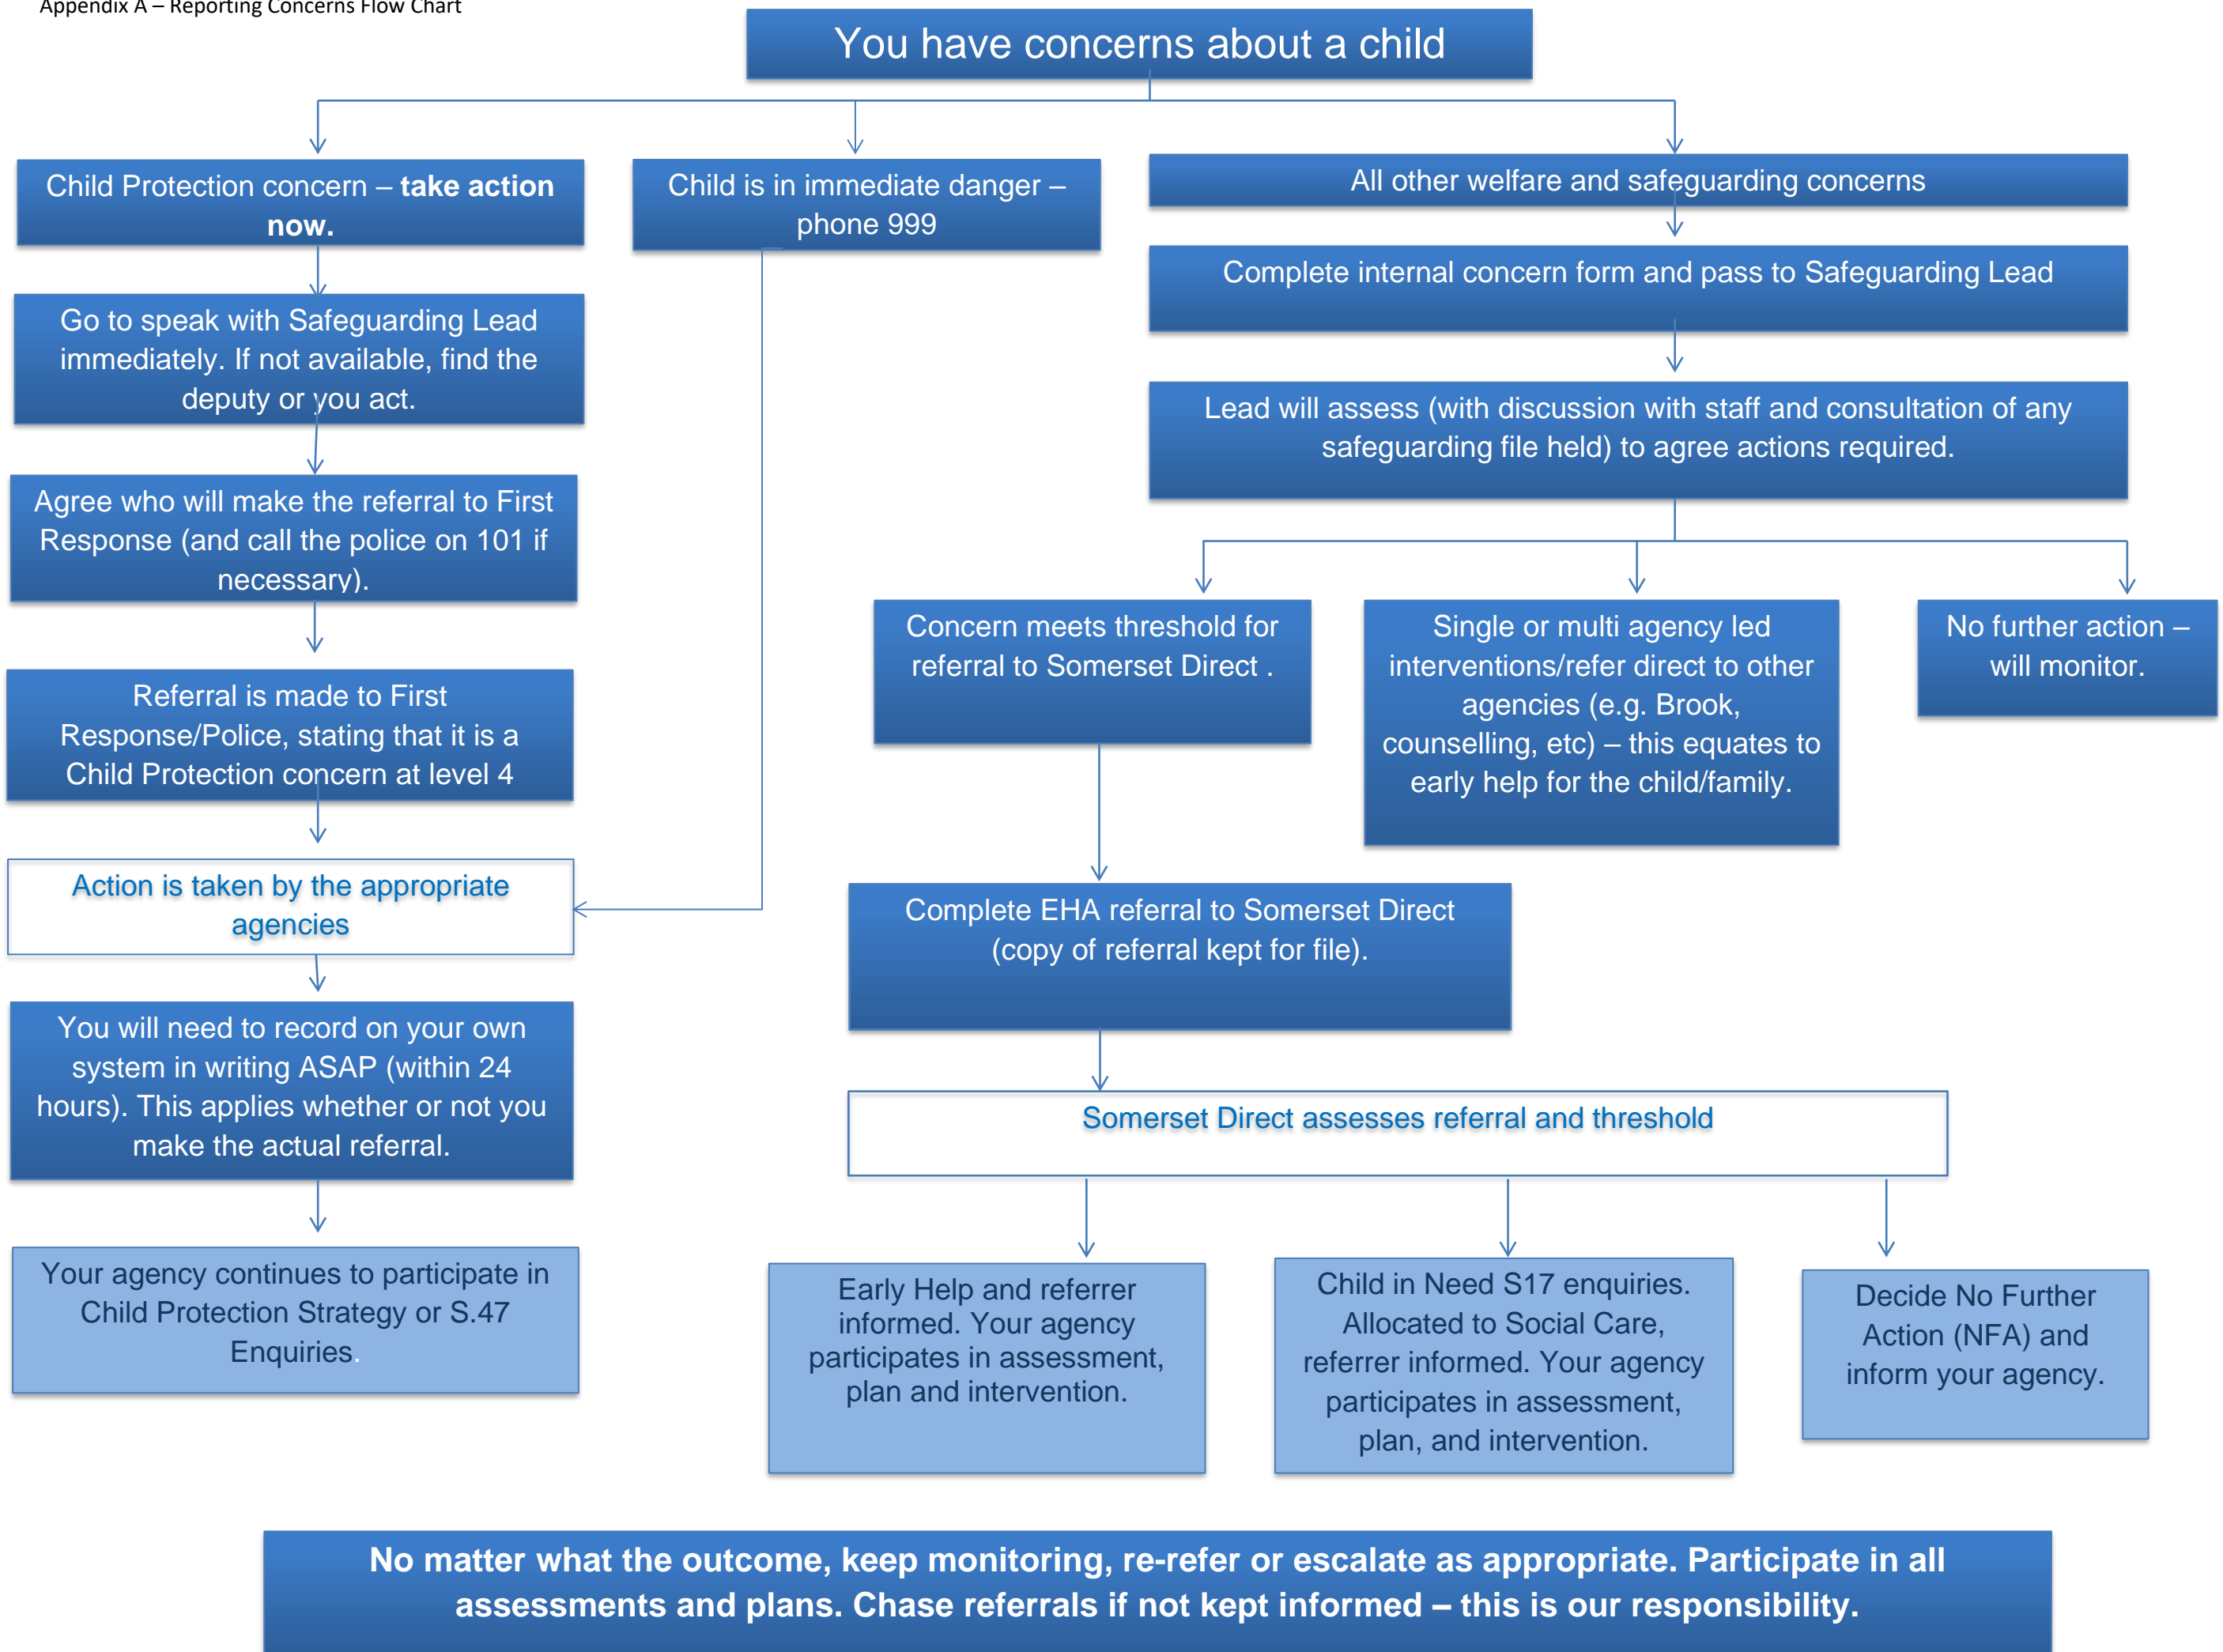 Appendix A – Reporting Concerns Flow Chart
You have concerns about a child
Child Protection concern – take action
now.
Child is in immediate danger –
phone 999
All other welfare and safeguarding concerns
Complete internal concern form and pass to Safeguarding Lead
Go to speak with Safeguarding Lead
immediately. If not available, find the
deputy or you act.
Lead will assess (with discussion with staff and consultation of any
safeguarding file held) to agree actions required.
Agree who will make the referral to First
Response (and call the police on 101 if
necessary).
Concern meets threshold for
referral to Somerset Direct .
Single or multi agency led
interventions/refer direct to other
agencies (e.g. Brook,
counselling, etc) – this equates to
early help for the child/family.
No further action –
will monitor.
Referral is made to First
Response/Police, stating that it is a
Child Protection concern at level 4
Action is taken by the appropriate
agencies
Complete EHA referral to Somerset Direct
(copy of referral kept for file).
You will need to record on your own
system in writing ASAP (within 24
hours). This applies whether or not you
make the actual referral.
Somerset Direct assesses referral and threshold
Your agency continues to participate in
Child Protection Strategy or S.47
Enquiries.
Early Help and referrer
informed. Your agency
participates in assessment,
plan and intervention.
Child in Need S17 enquiries.
Allocated to Social Care,
referrer informed. Your agency
participates in assessment,
plan, and intervention.
Decide No Further
Action (NFA) and
inform your agency.
No matter what the outcome, keep monitoring, re-refer or escalate as appropriate. Participate in all
assessments and plans. Chase referrals if not kept informed – this is our responsibility.